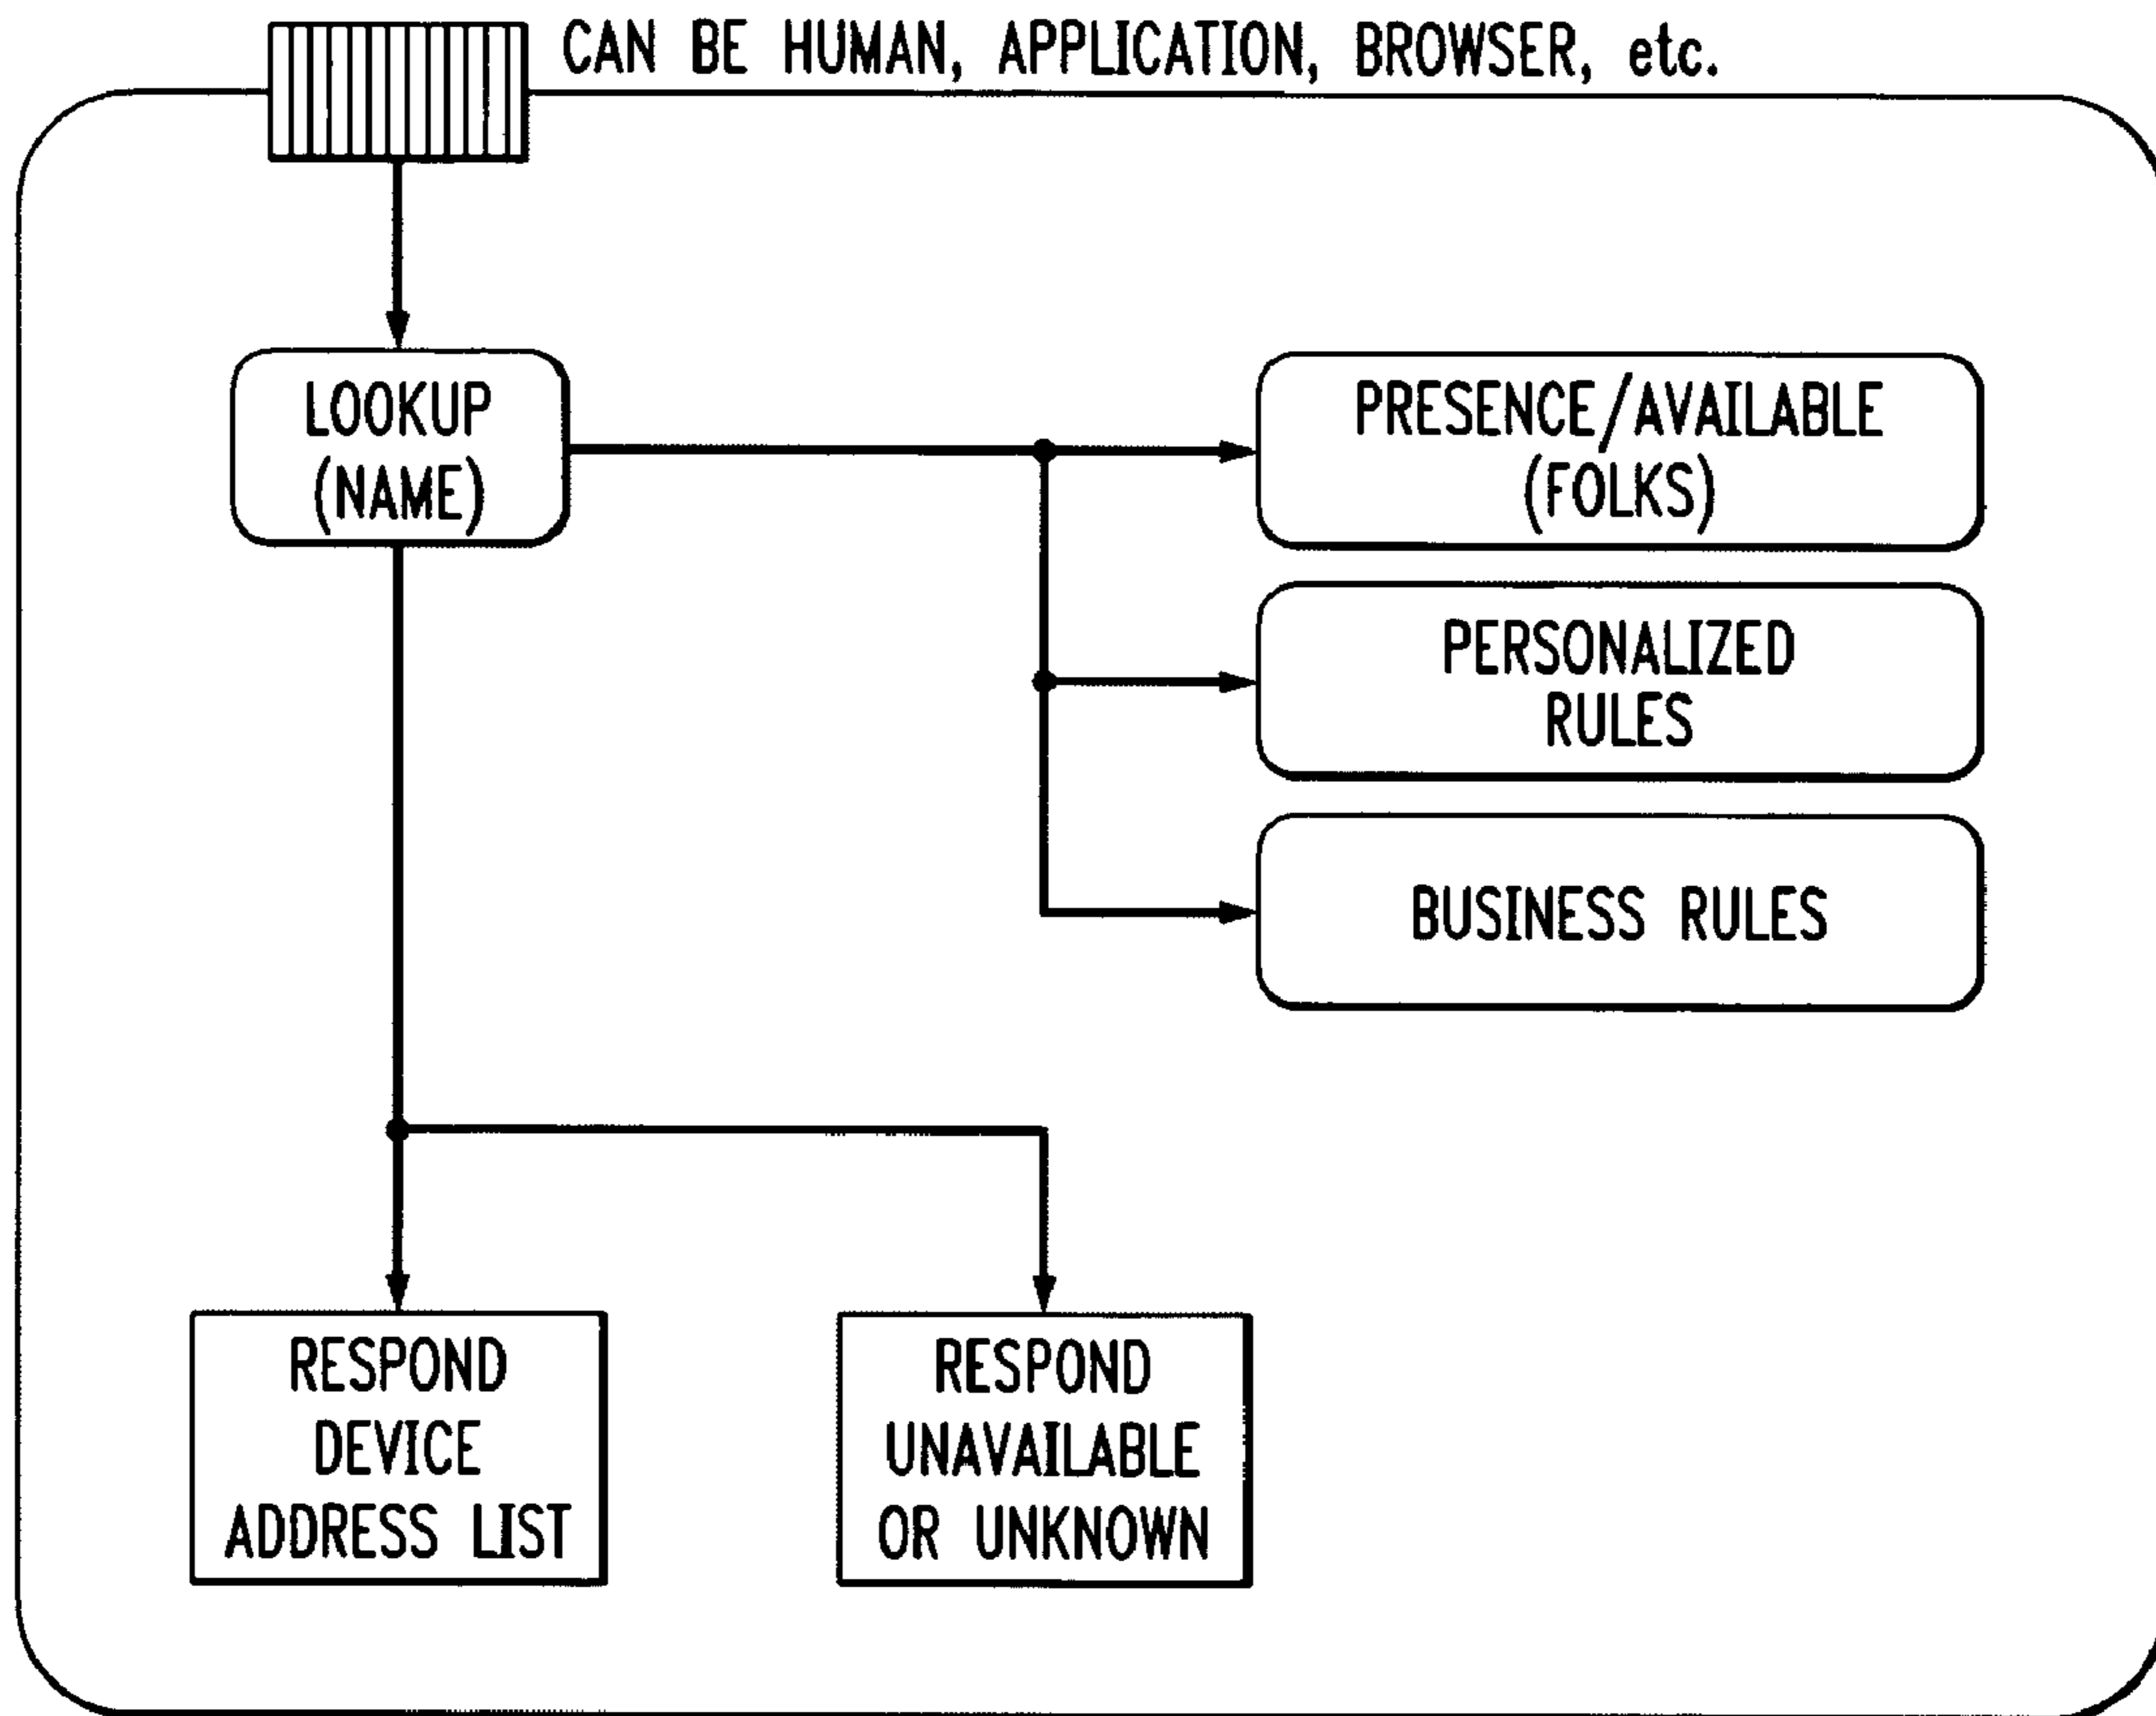 CAN BE HUMAN, APPLICATION, BROWSER, etc.
LOOKUP
(NAME)
PRESENCE/AVAILABLE
(FOLKS)
PERSONALIZED
RULES
BUSINESS RULES
RESPOND
DEVICE
ADDRESS LIST
RESPOND
UNAVAILABLE
OR UNKNOWN